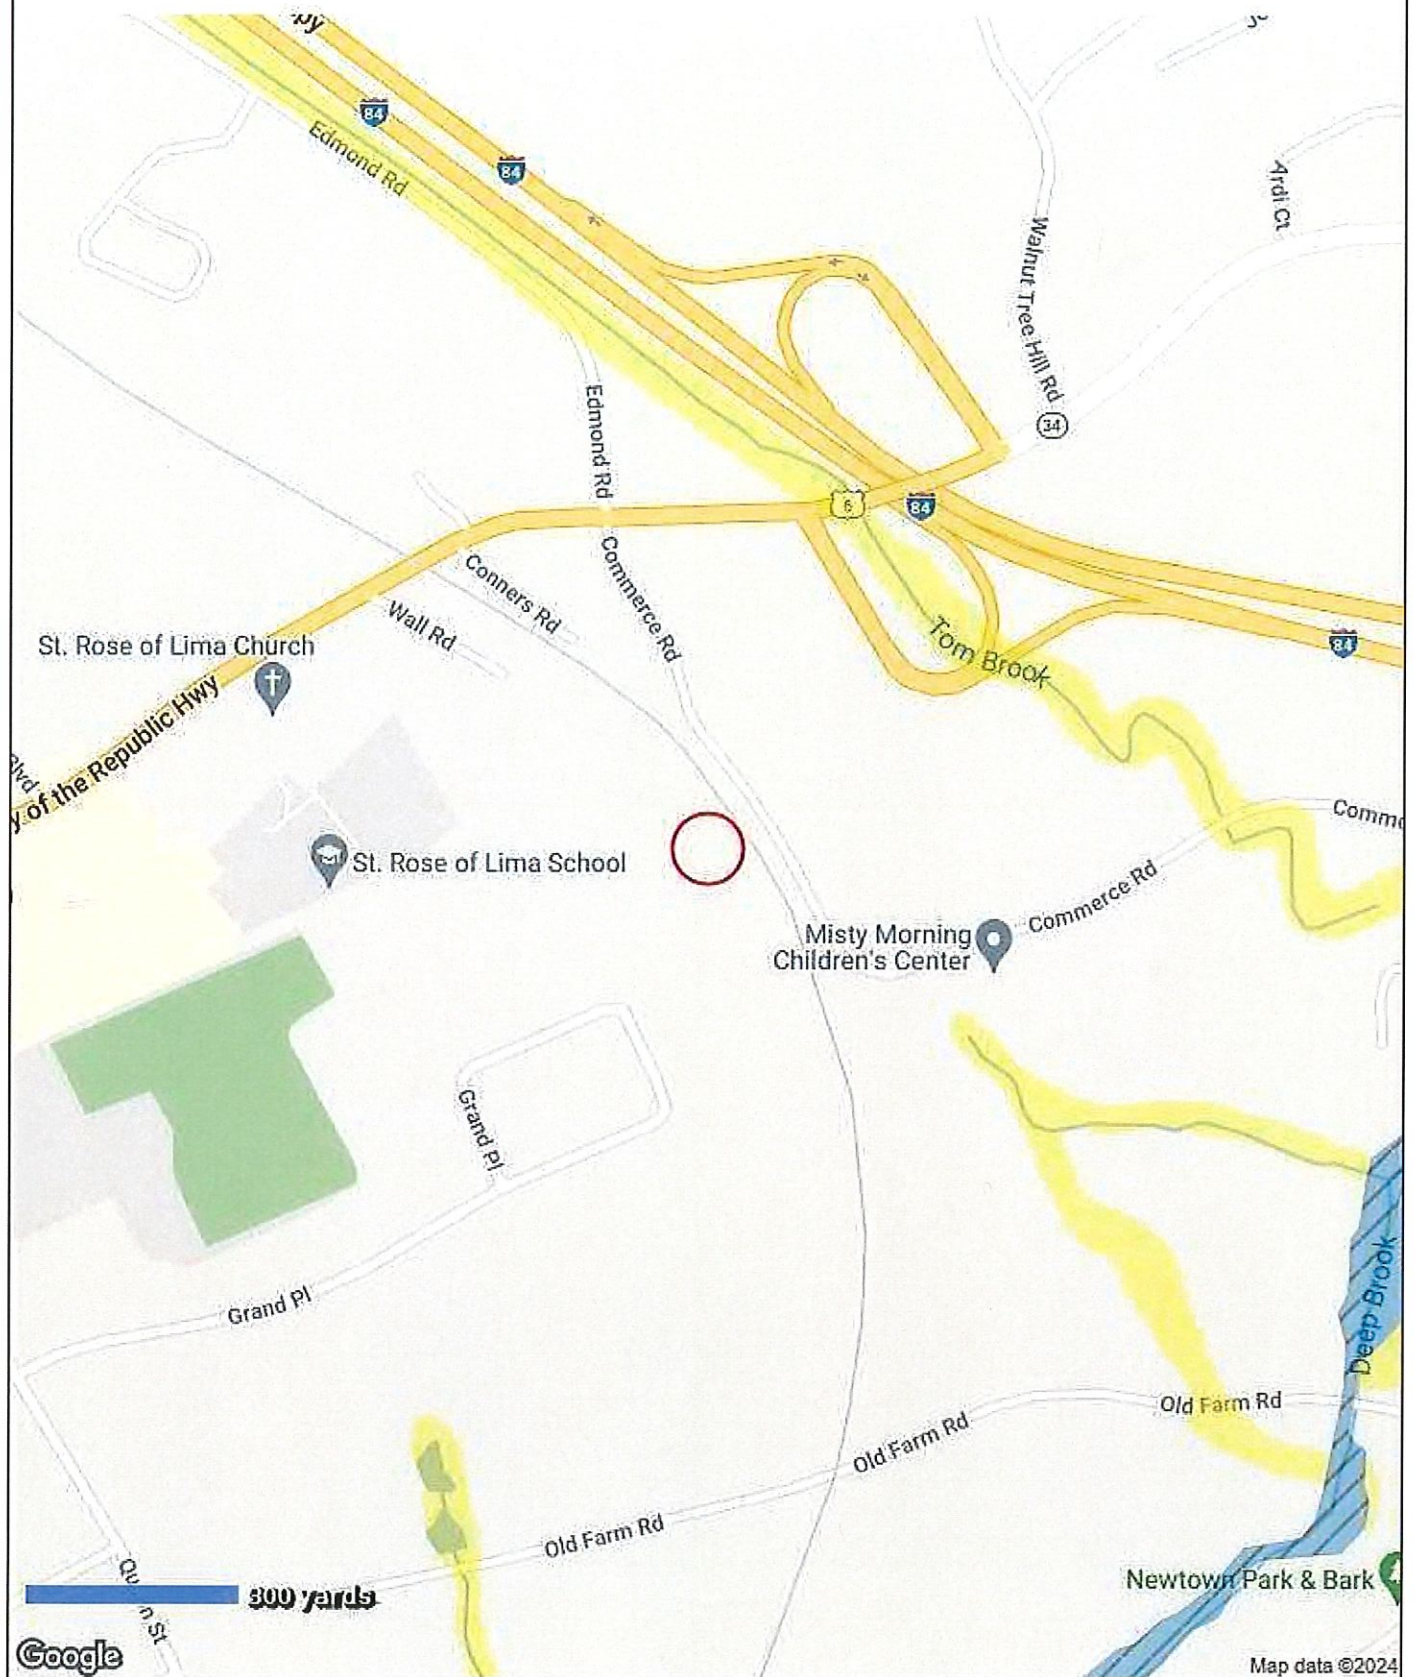 84
84
Edmond Rd
Ardi Ct
Walnut Tree Hill Rd
34
Edmond Rd
6
84
Conners Rd
Commerce Rd
Wall Rd
Tom Brook
84
St. Rose of Lima Church
y of the Republic Hwy
Blvd
Comme
St. Rose of Lima School
Commerce Rd
Misty Morning
Children's Center
Grand Pl
Deep Brook
Grand Pl
Old Farm Rd
Old Farm Rd
Old Farm Rd
Newtown Park & Bark
300 yards
Google
Map data ©2024